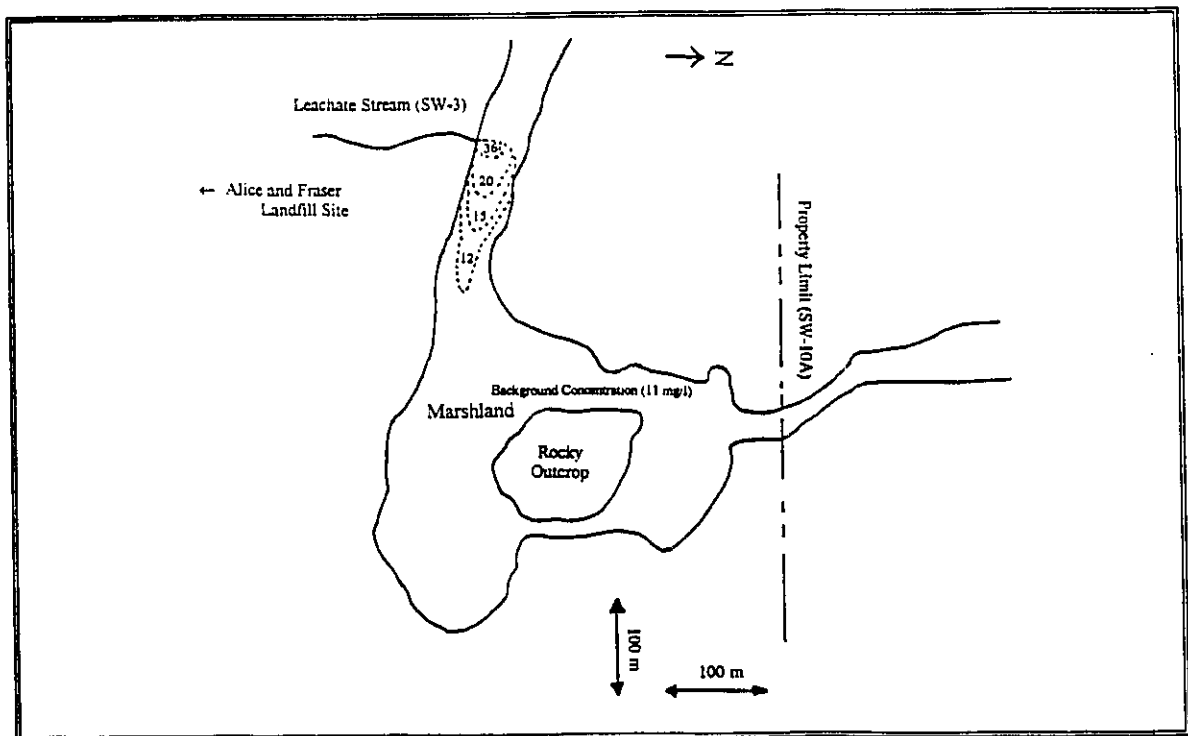 N
Leachate Stream (SW-3)
36
20
15
12
← Alice and Fraser
Landfill Site
Property Limit (SW-10A)
Background Concentration (11 mg/l)
Marshland
Rocky
Outcrop
100 m
100 m